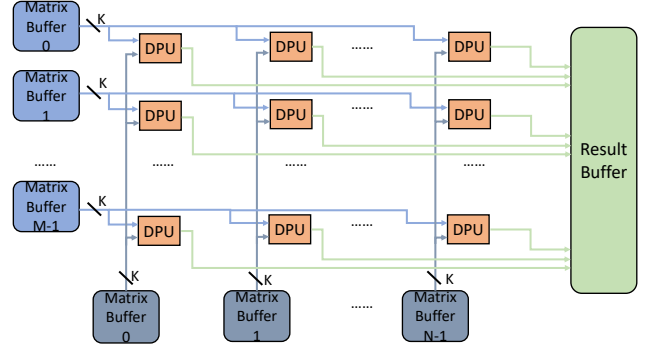 Matrix
Buffer
0
K
DPU
DPU
......
DPU
Matrix
Buffer
1
K
DPU
DPU
......
DPU
......
......
......
......
Result
Buffer
Matrix
Buffer
M-1
K
DPU
DPU
......
......
DPU
K
K
K
Matrix
Buffer
0
Matrix
Buffer
1
......
Matrix
Buffer
N-1